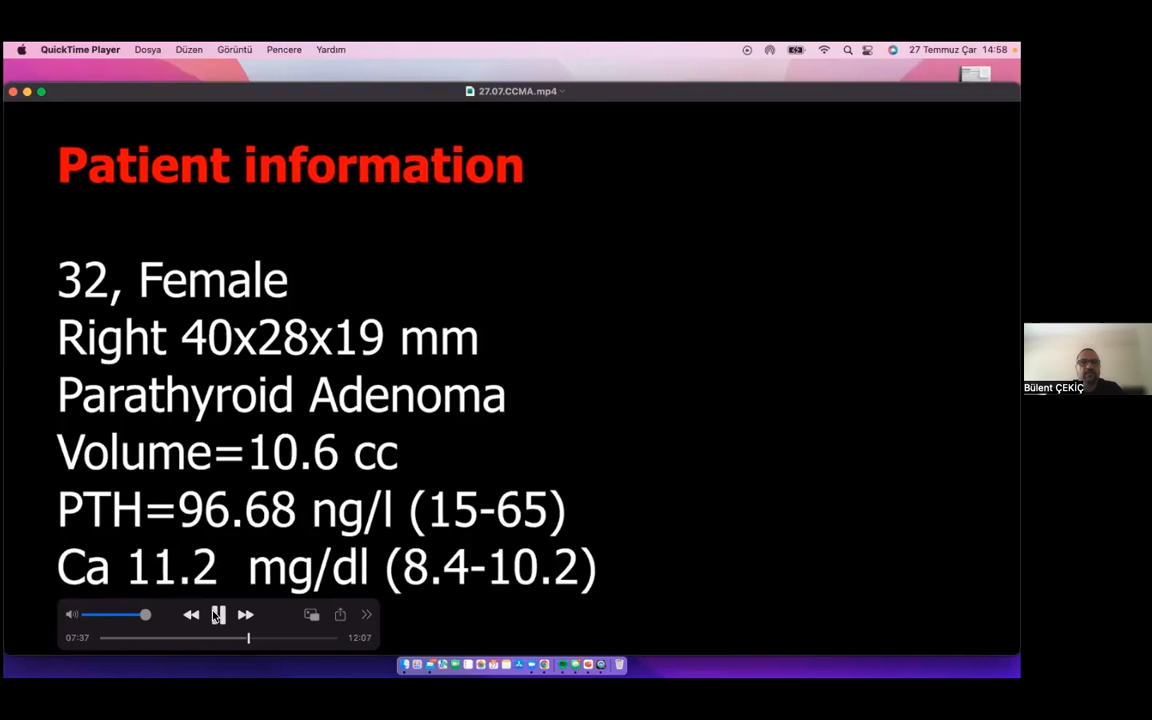 QuickTime Player Dosya Düzen Görüntü Pencere Yardım 27 Temmuz Çar 14:58
27.07.CCMA.mp4
Patient information
32, Female
Right 40x28x19 mm
Parathyroid Adenoma
Volume=10.6 cc
PTH=96.68 ng/l (15-65)
Ca 11.2 mg/dl (8.4-10.2)
07:37 12:07
Bülent ÇEKİÇ